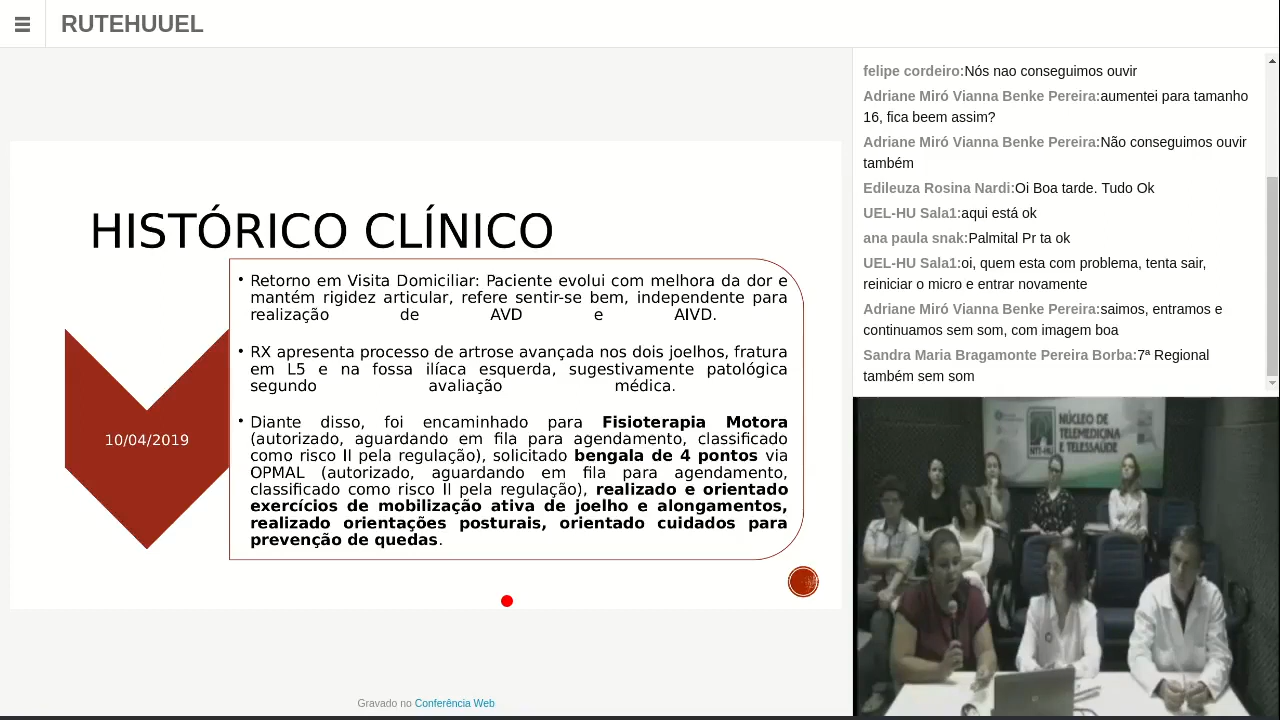 RUTEHUUEL
HISTÓRICO CLÍNICO
10/04/2019
• Retorno em Visita Domiciliar: Paciente evolui com melhora da dor e
mantém rigidez articular, refere sentir-se bem, independente para
realização de AVD e AIVD.
• RX apresenta processo de artrose avançada nos dois joelhos, fratura
em L5 e na fossa ilíaca esquerda, sugestivamente patológica
segundo avaliação médica.
• Diante disso, foi encaminhado para Fisioterapia Motora
(autorizado, aguardando em fila para agendamento, classificado
como risco II pela regulação), solicitado bengala de 4 pontos via
OPMAL (autorizado, aguardando em fila para agendamento,
classificado como risco II pela regulação), realizado e orientado
exercícios de mobilização ativa de joelho e alongamentos,
realizado orientações posturais, orientado cuidados para
prevenção de quedas.
Gravado no Conferência Web
felipe cordeiro:Nós nao conseguimos ouvir
Adriane Miró Vianna Benke Pereira:aumentei para tamanho
16, fica beem assim?
Adriane Miró Vianna Benke Pereira:Não conseguimos ouvir
também
Edileuza Rosina Nardi:Oi Boa tarde. Tudo Ok
UEL-HU Sala1:aqui está ok
ana paula snak:Palmital Pr ta ok
UEL-HU Sala1:oi, quem esta com problema, tenta sair,
reiniciar o micro e entrar novamente
Adriane Miró Vianna Benke Pereira:saimos, entramos e
continuamos sem som, com imagem boa
Sandra Maria Bragamonte Pereira Borba:7ª Regional
também sem som
NÚCLEO DE
TELEMEDICINA
E TELESSAÚDE